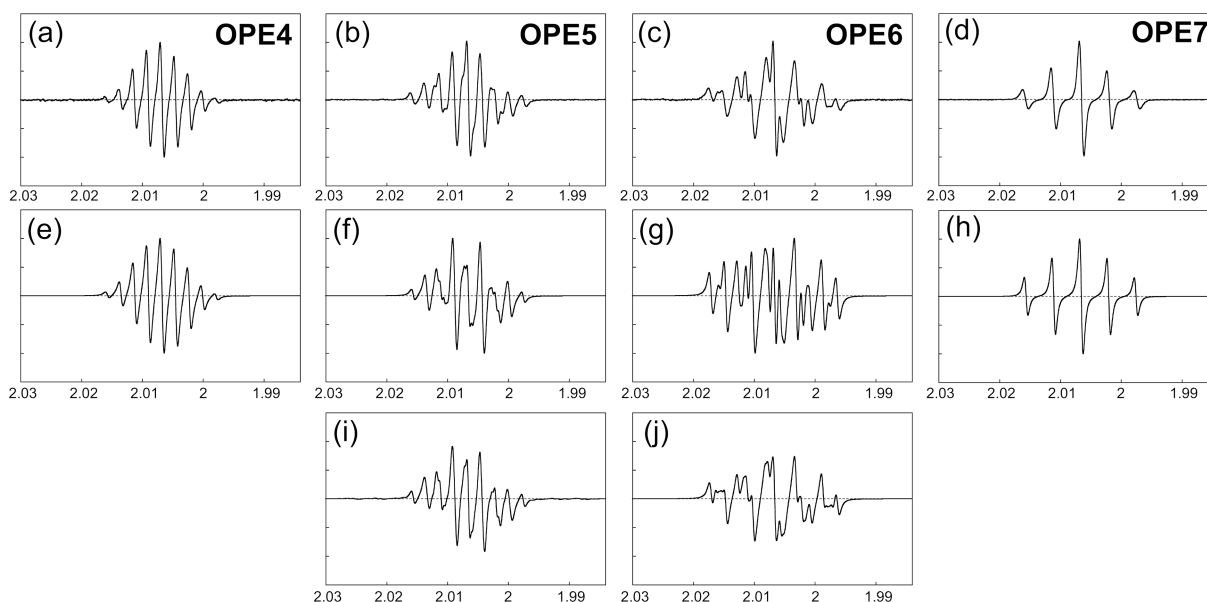 (a) OPE4 (b) OPE5 (c) OPE6 (d) OPE7
2.03 2.02 2.01 2 1.99 2.03 2.02 2.01 2 1.99 2.03 2.02 2.01 2 1.99 2.03 2.02 2.01 2 1.99
(e) (f) (g) (h)
2.03 2.02 2.01 2 1.99 2.03 2.02 2.01 2 1.99 2.03 2.02 2.01 2 1.99 2.03 2.02 2.01 2 1.99
(i) (j)
2.03 2.02 2.01 2 1.99 2.03 2.02 2.01 2 1.99